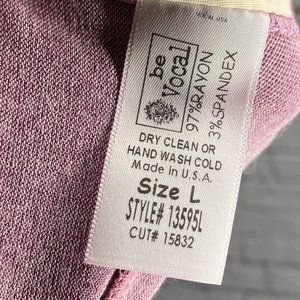 be
Vocal
97%RAYON
3%SPANDEX
DRY CLEAN OR
HAND WASH COLD
Made in U.S.A.
Size L
STYLE# 13595L
CUT# 15832